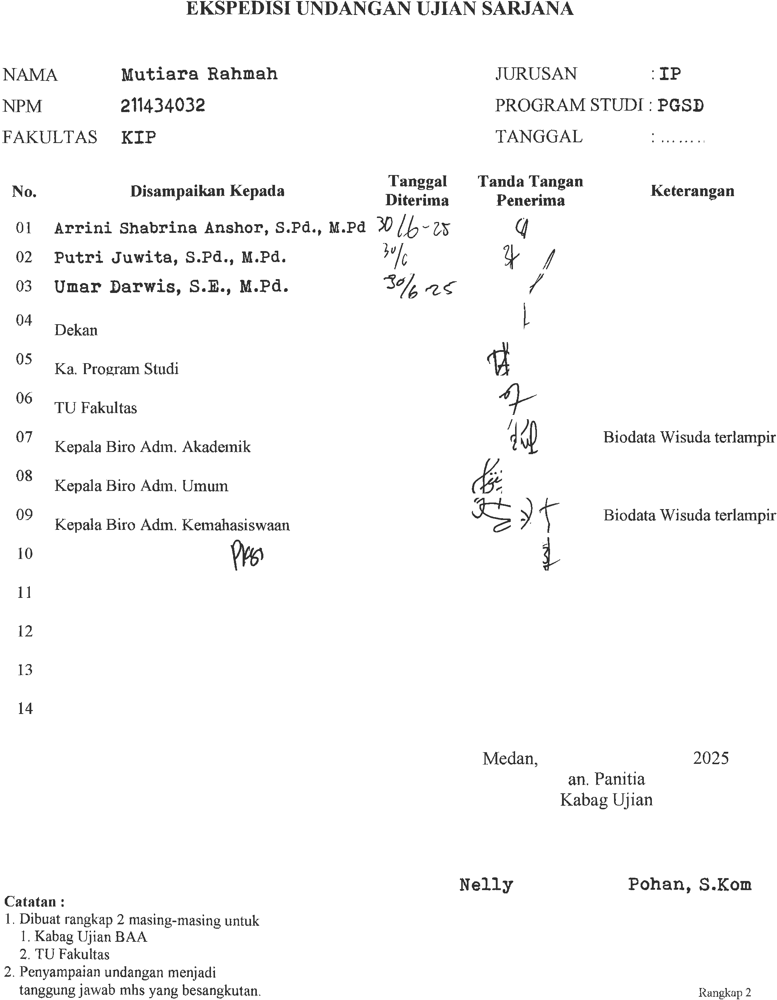 EKSPEDISI UNDANGAN UJIAN SARJANA
NAMA Mutiara Rahmah JURUSAN : IP
NPM 211434032 PROGRAM STUDI : PGSD
FAKULTAS KIP TANGGAL : ........
No. Disampaikan Kepada Tanggal Diterima Tanda Tangan Penerima Keterangan
01 Arrini Shabrina Anshor, S.Pd., M.Pd 30/6-25
02 Putri Juwita, S.Pd., M.Pd. 30/6
03 Umar Darwis, S.E., M.Pd. 30/6-25
04 Dekan
05 Ka. Program Studi
06 TU Fakultas
07 Kepala Biro Adm. Akademik Biodata Wisuda terlampir
08 Kepala Biro Adm. Umum
09 Kepala Biro Adm. Kemahasiswaan Biodata Wisuda terlampir
10
11
12
13
14
Medan, 2025
an. Panitia
Kabag Ujian
Nelly Pohan, S.Kom
Catatan :
1. Dibuat rangkap 2 masing-masing untuk
1. Kabag Ujian BAA
2. TU Fakultas
2. Penyampaian undangan menjadi
tanggung jawab mhs yang besangkutan.
Rangkap 2